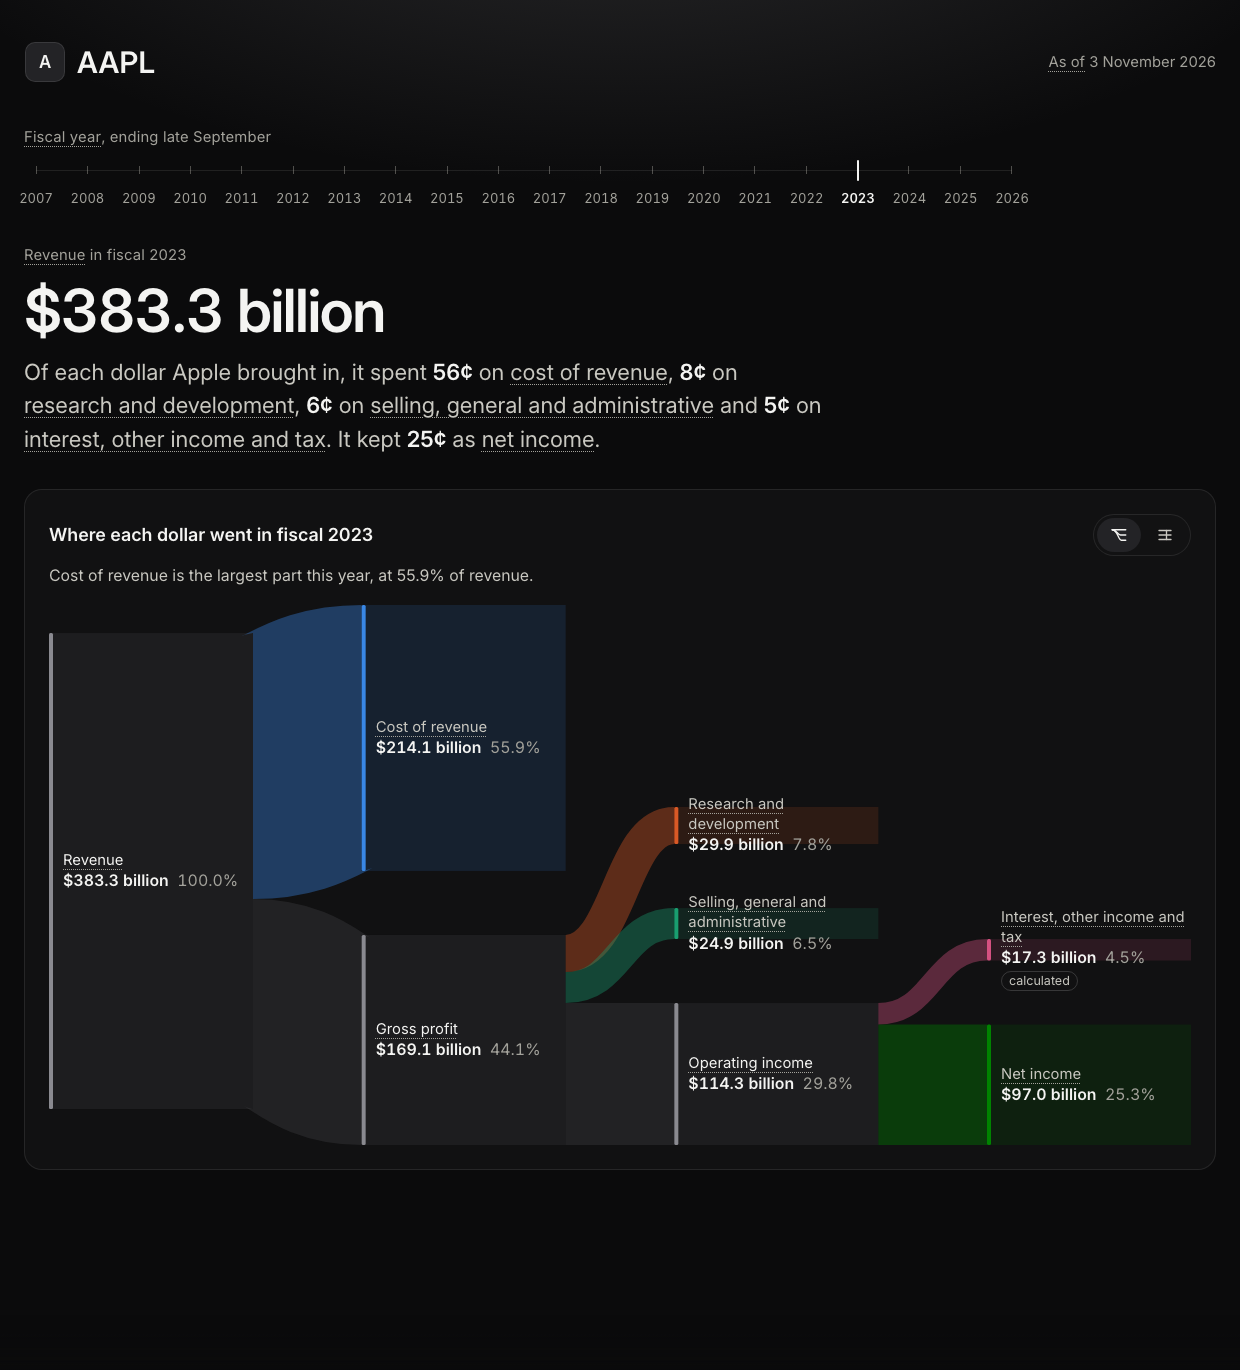 A
AAPL
As of 3 November 2026
Fiscal year, ending late September
2007 2008 2009 2010 2011 2012 2013 2014 2015 2016 2017 2018 2019 2020 2021 2022 2023 2024 2025 2026
Revenue in fiscal 2023
$383.3 billion
Of each dollar Apple brought in, it spent 56¢ on cost of revenue, 8¢ on
research and development, 6¢ on selling, general and administrative and 5¢ on
interest, other income and tax. It kept 25¢ as net income.
Where each dollar went in fiscal 2023
Cost of revenue is the largest part this year, at 55.9% of revenue.
Revenue
$383.3 billion 100.0%
Cost of revenue
$214.1 billion 55.9%
Gross profit
$169.1 billion 44.1%
Research and
development
$29.9 billion 7.8%
Selling, general and
administrative
$24.9 billion 6.5%
Operating income
$114.3 billion 29.8%
Interest, other income and
tax
$17.3 billion 4.5%
calculated
Net income
$97.0 billion 25.3%